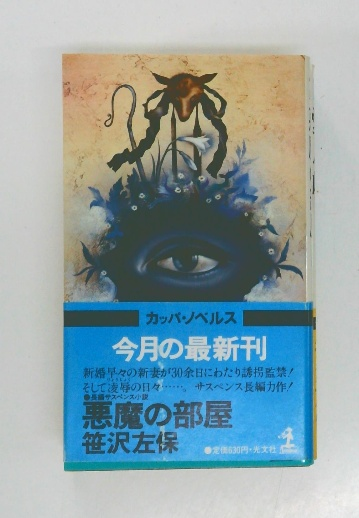 カッパ・ノベルス
今月の最新刊
新婚早々の新妻が30余日にわたり誘拐監禁!
そして凌辱の日々……。サスペンス長編力作!
●長編サスペンス小説
悪魔の部屋
笹沢左保
●定価630円・光文社